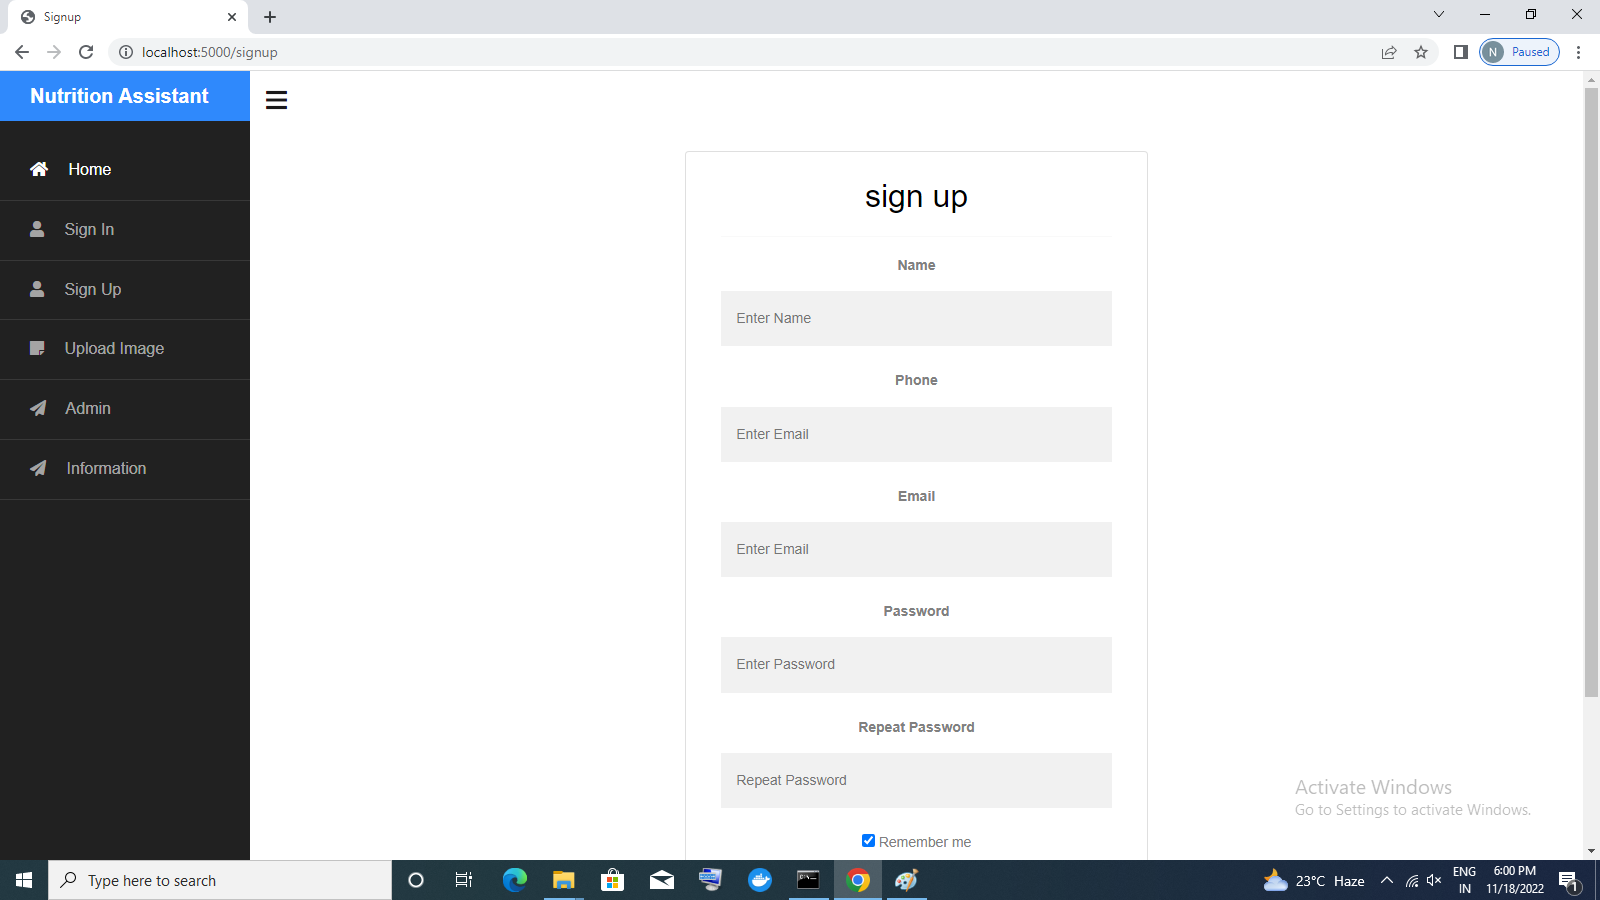 Signup
localhost:5000/signup
N Paused
Nutrition Assistant
Home
Sign In
Sign Up
Upload Image
Admin
Information
sign up
Name
Enter Name
Phone
Enter Email
Email
Enter Email
Password
Enter Password
Repeat Password
Repeat Password
Remember me
Activate Windows
Go to Settings to activate Windows.
Type here to search
23°C Haze
ENG
IN
6:00 PM
11/18/2022
1